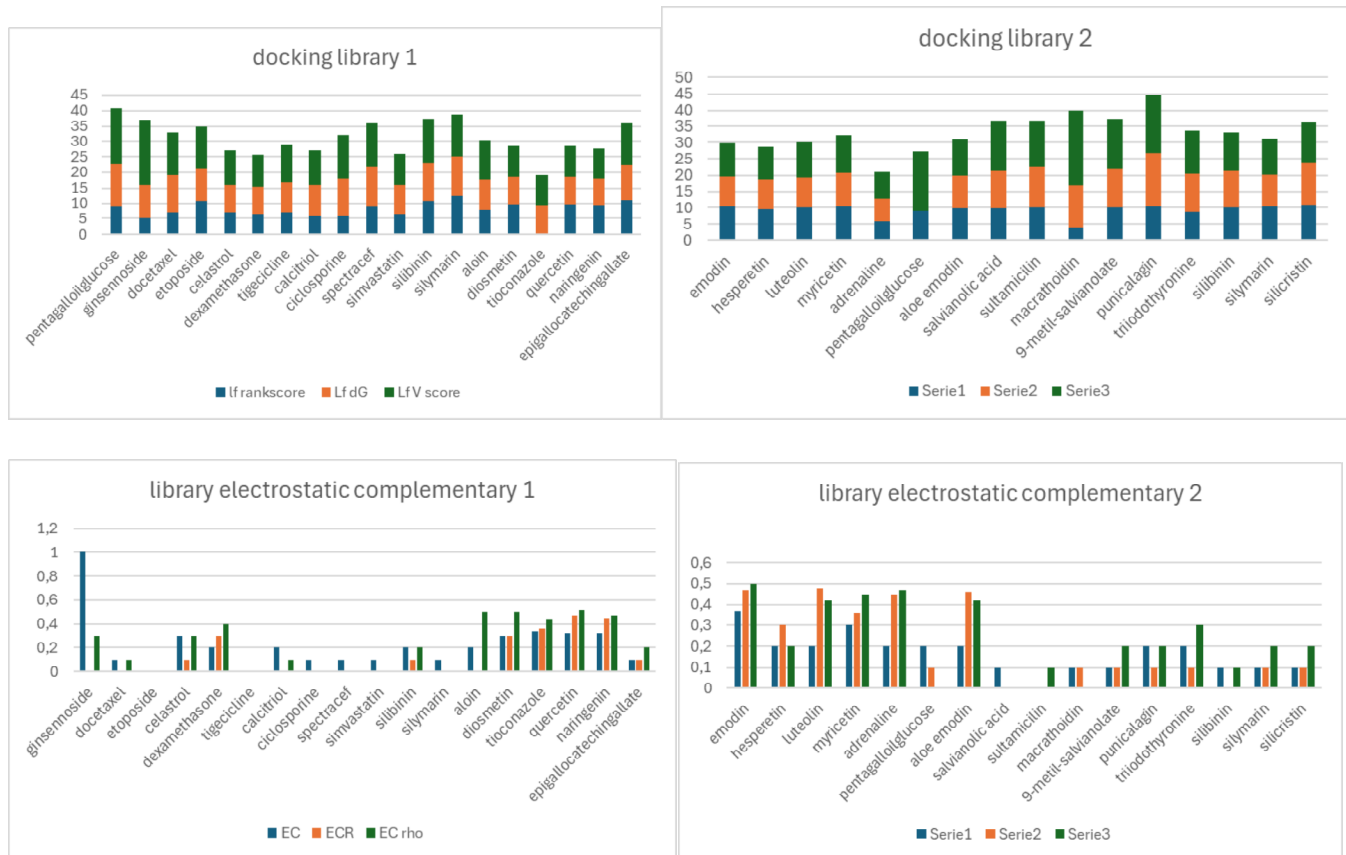 docking library 1
45
40
35
30
25
20
15
10
5
0
pentagalloilglucose
ginsennoside
docetaxel
etoposide
celastrol
dexamethasone
tigecicline
calcitriol
ciclosporine
spectracef
simvastatin
silibinin
silymarin
aloin
diosmetin
tioconazole
quercetin
naringenin
epigallocatechingallate
lf rankscore Lf dG Lf V score
docking library 2
50
45
40
35
30
25
20
15
10
5
0
emodin
hesperetin
luteolin
myricetin
adrenaline
pentagalloilglucose
aloe emodin
salvianolic acid
sultamicilin
macrathoidin
9-metil-salvianolate
punicalagin
triiodothyronine
silibinin
silymarin
silicristin
Serie1 Serie2 Serie3
library electrostatic complementary 1
1,2
1
0,8
0,6
0,4
0,2
0
ginsennoside
docetaxel
etoposide
celastrol
dexamethasone
tigecicline
calcitriol
ciclosporine
spectracef
simvastatin
silibinin
silymarin
aloin
diosmetin
tioconazole
quercetin
naringenin
epigallocatechingallate
EC ECR EC rho
library electrostatic complementary 2
0,6
0,5
0,4
0,3
0,2
0,1
0
emodin
hesperetin
luteolin
myricetin
adrenaline
pentagalloilglucose
aloe emodin
salvianolic acid
sultamicilin
macrathoidin
9-metil-salvianolate
punicalagin
triiodothyronine
silibinin
silymarin
silicristin
Serie1 Serie2 Serie3